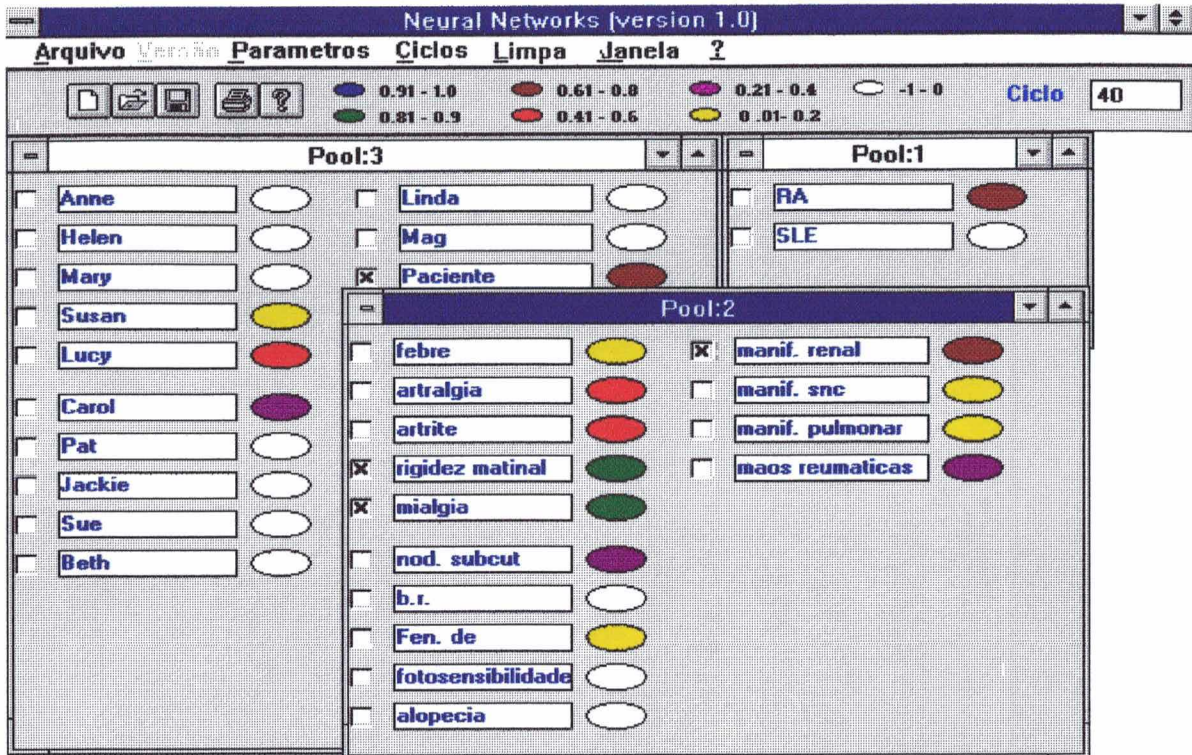 Neural Networks (version 1.0)
Arquivo Versão Parametros Ciclos Limpa Janela ?
0.91 - 1.0 0.61 - 0.8 0.21 - 0.4 -1 - 0 Ciclo 40
0.81 - 0.9 0.41 - 0.6 0 .01- 0.2
Pool:3
Anne
Helen
Mary
Susan
Lucy
Carol
Pat
Jackie
Sue
Beth
Linda
Mag
Paciente
Pool:1
RA
SLE
Pool:2
febre
artralgia
artrite
rigidez matinal
mialgia
nod. subcut
b.r.
Fen. de
fotosensibilidade
alopecia
manif. renal
manif. snc
manif. pulmonar
maos reumaticas